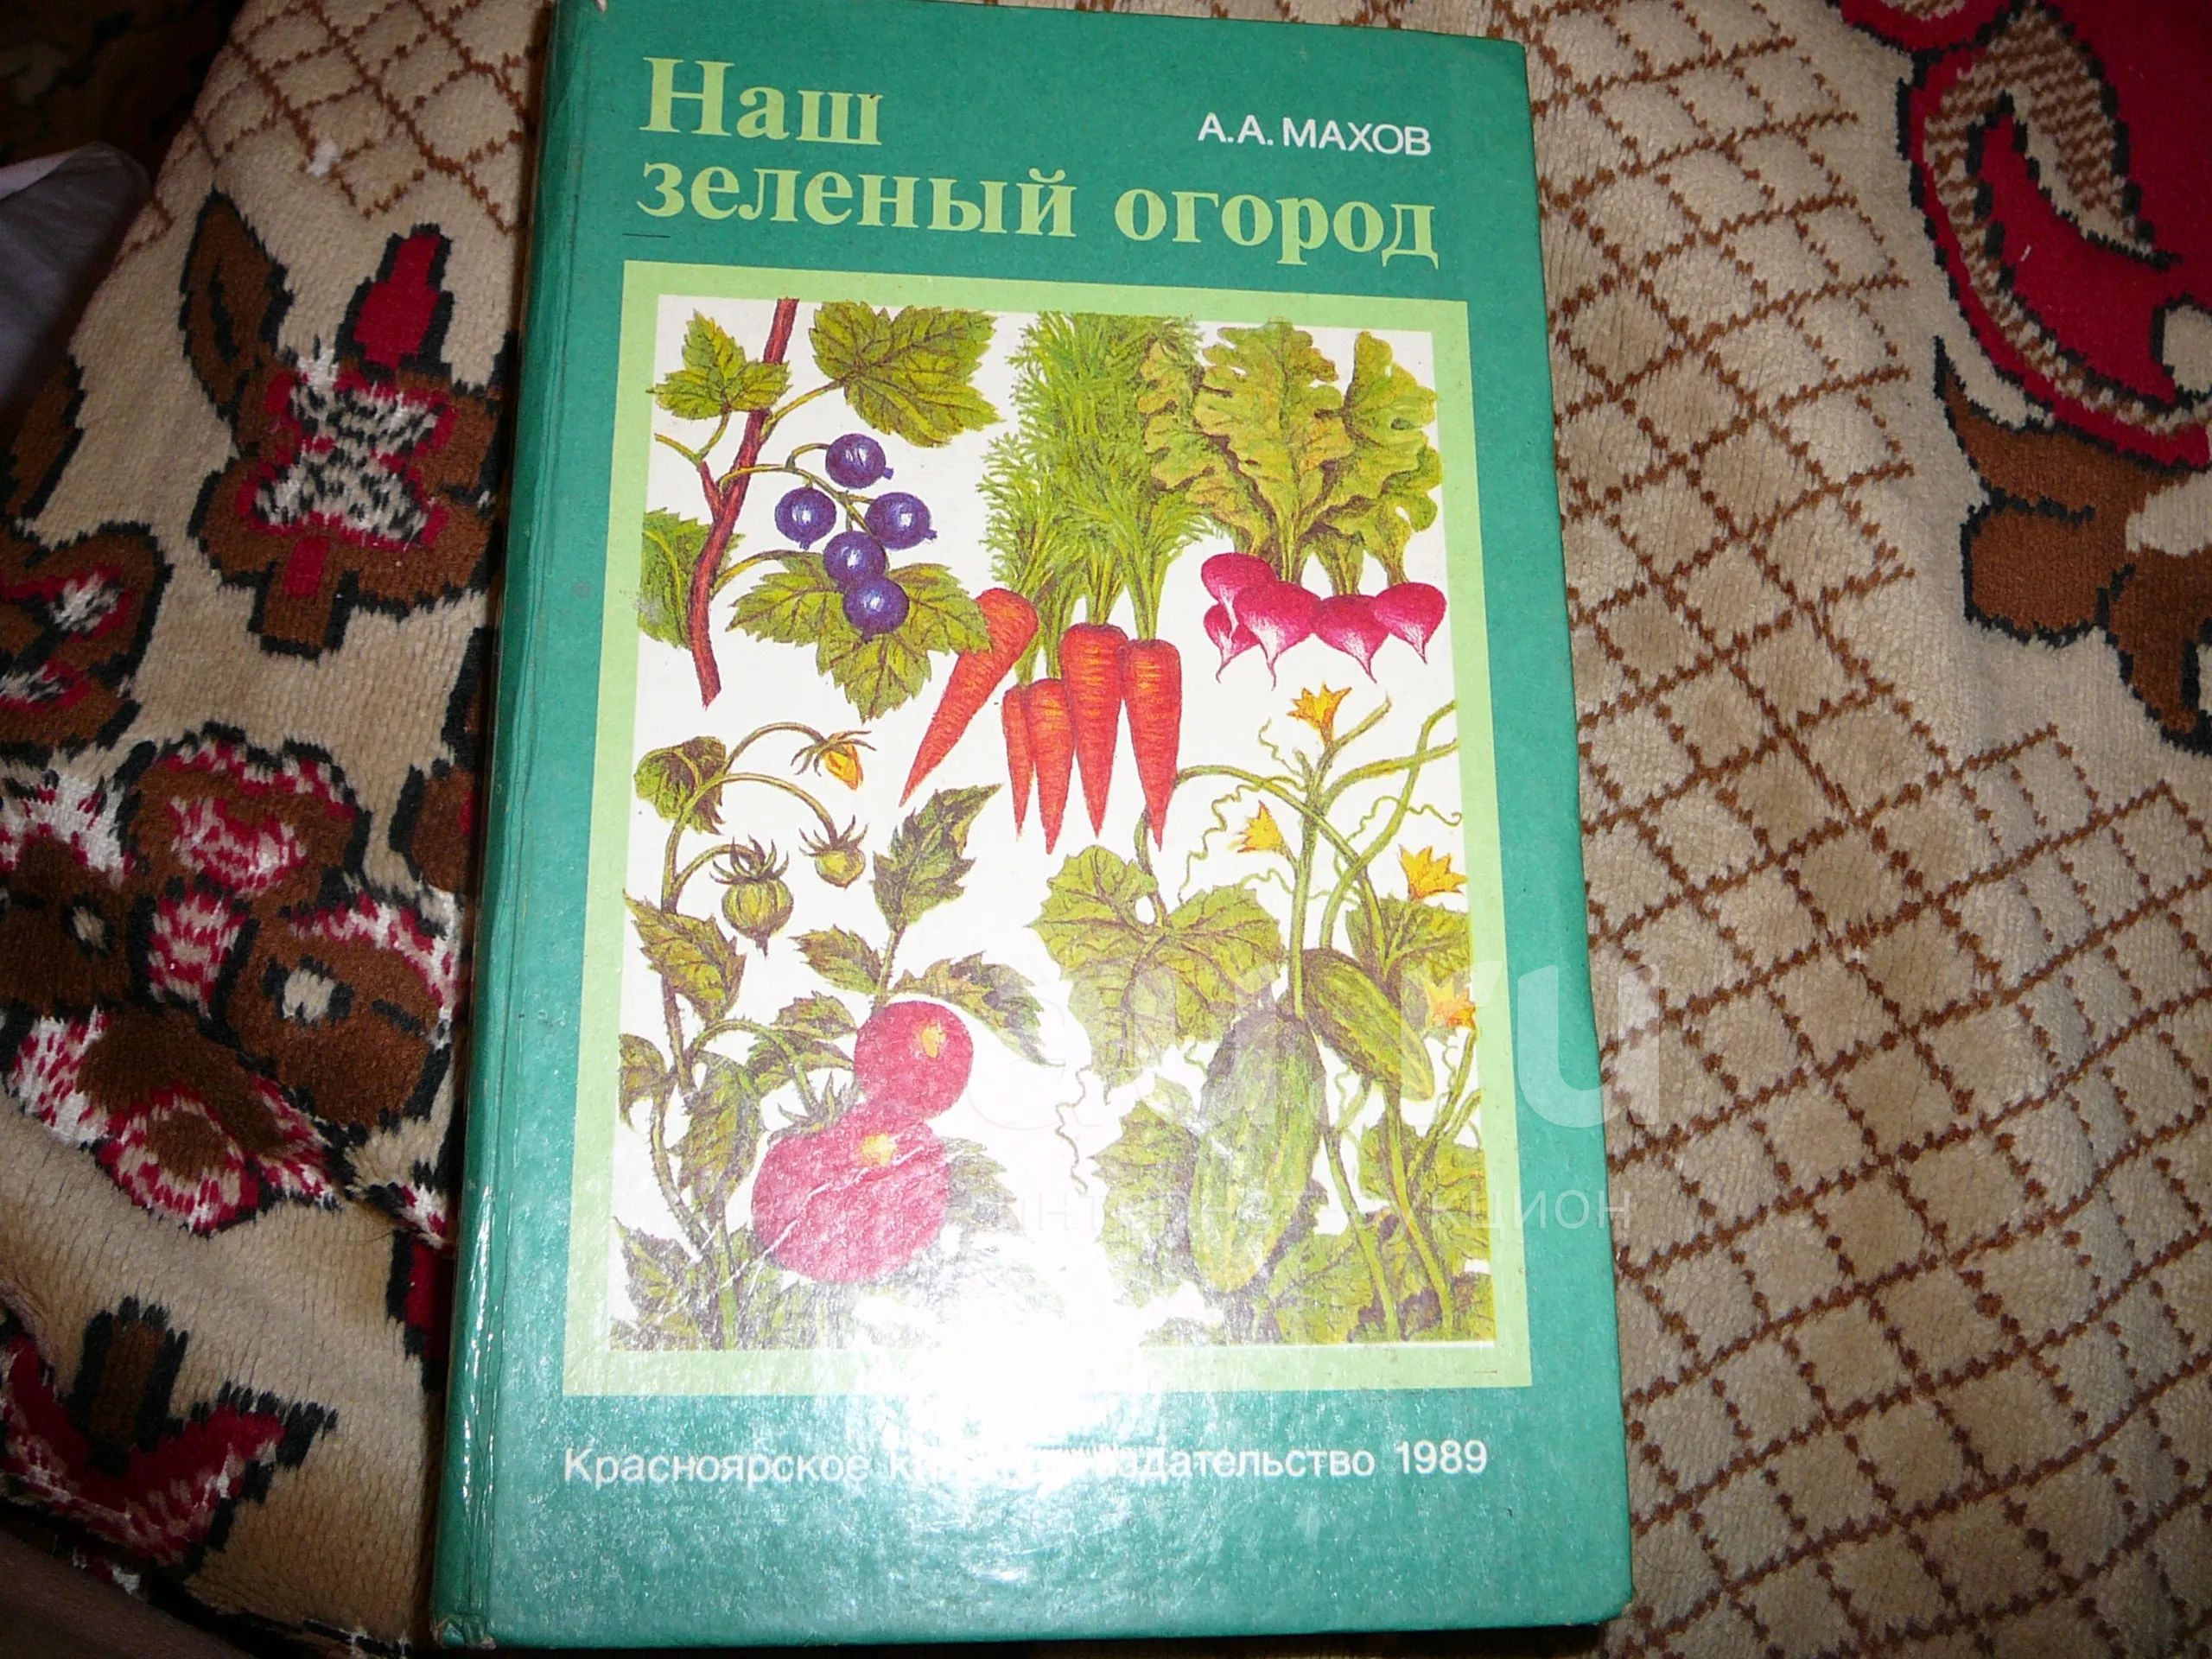 Наш
А.А. МАХОВ
зеленый огород
Красноярское издательство 1989